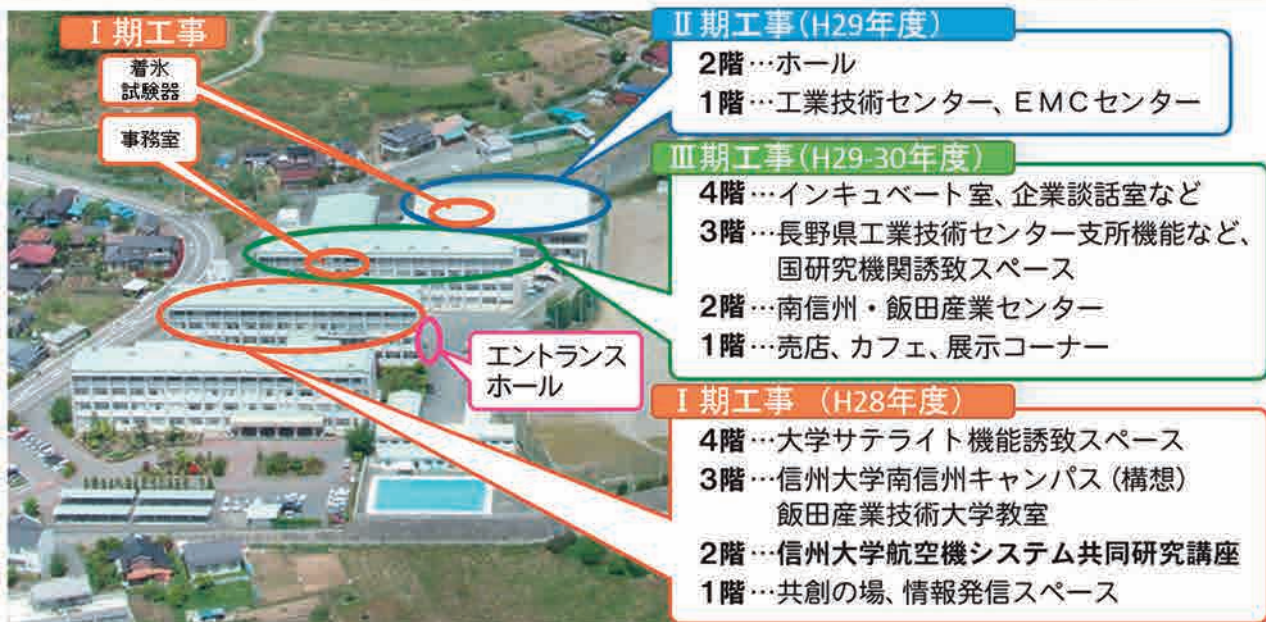 Ⅰ期工事
着氷
試験器
事務室
エントランス
ホール
Ⅱ期工事(H29年度)
2階…ホール
1階…工業技術センター、EMCセンター
Ⅲ期工事(H29-30年度)
4階…インキュベート室、企業談話室など
3階…長野県工業技術センター支所機能など、
国研究機関誘致スペース
2階…南信州・飯田産業センター
1階…売店、カフェ、展示コーナー
Ⅰ期工事 (H28年度)
4階…大学サテライト機能誘致スペース
3階…信州大学南信州キャンパス(構想)
飯田産業技術大学教室
2階…信州大学航空機システム共同研究講座
1階…共創の場、情報発信スペース